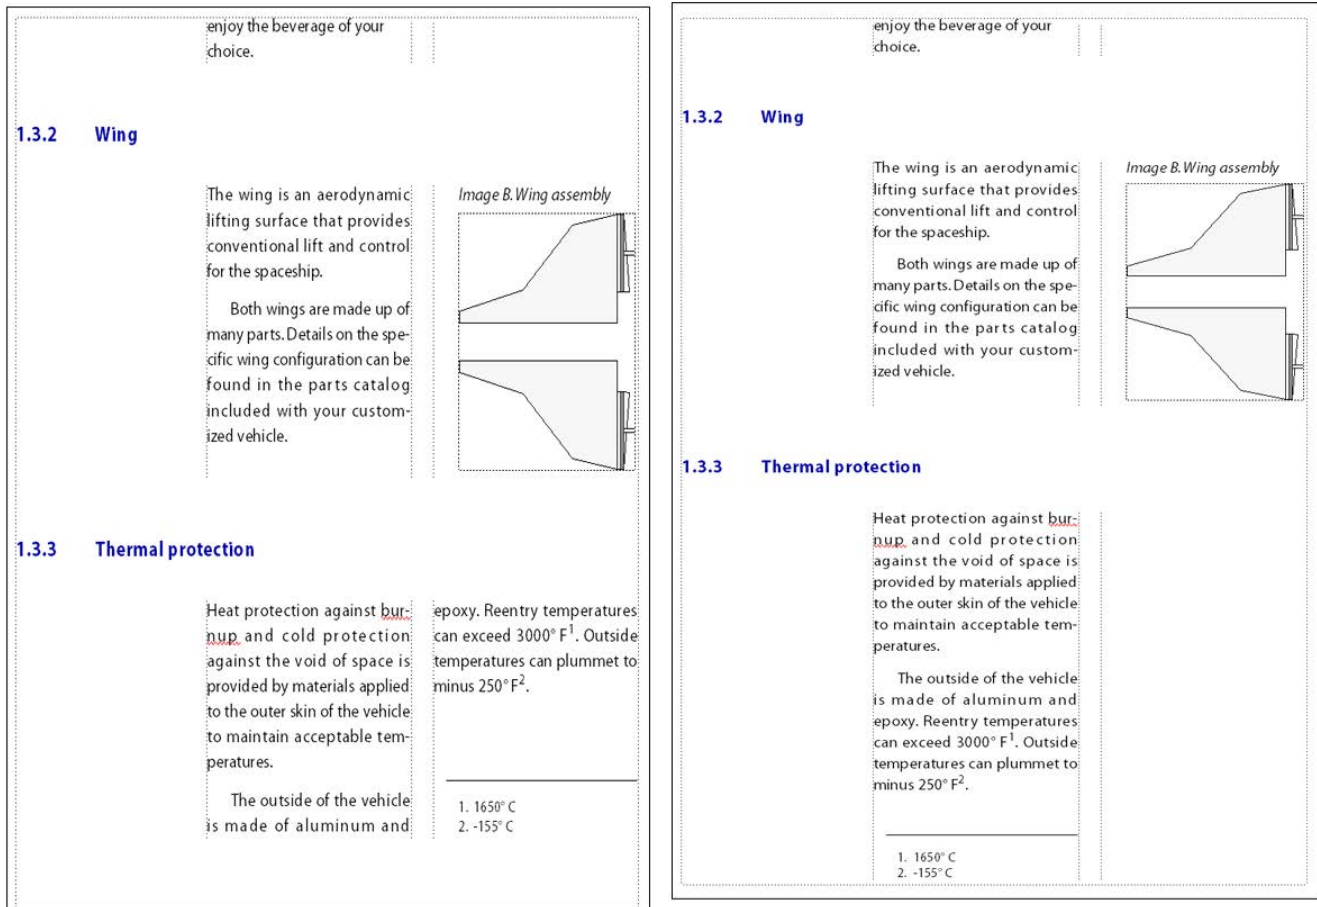 enjoy the beverage of your
choice.
1.3.2 Wing
The wing is an aerodynamic
lifting surface that provides
conventional lift and control
for the spaceship.
Both wings are made up of
many parts. Details on the spe-
cific wing configuration can be
found in the parts catalog
included with your custom-
ized vehicle.
Image B. Wing assembly
1.3.3 Thermal protection
Heat protection against bur-
nup and cold protection
against the void of space is
provided by materials applied
to the outer skin of the vehicle
to maintain acceptable tem-
peratures.
The outside of the vehicle
is made of aluminum and
epoxy. Reentry temperatures
can exceed 3000° F1. Outside
temperatures can plummet to
minus 250° F2.
1. 1650° C
2. -155° C
enjoy the beverage of your
choice.
1.3.2 Wing
The wing is an aerodynamic
lifting surface that provides
conventional lift and control
for the spaceship.
Both wings are made up of
many parts. Details on the spe-
cific wing configuration can be
found in the parts catalog
included with your custom-
ized vehicle.
Image B. Wing assembly
1.3.3 Thermal protection
Heat protection against bur-
nup and cold protection
against the void of space is
provided by materials applied
to the outer skin of the vehicle
to maintain acceptable tem-
peratures.
The outside of the vehicle
is made of aluminum and
epoxy. Reentry temperatures
can exceed 3000° F1. Outside
temperatures can plummet to
minus 250° F2.
1. 1650° C
2. -155° C